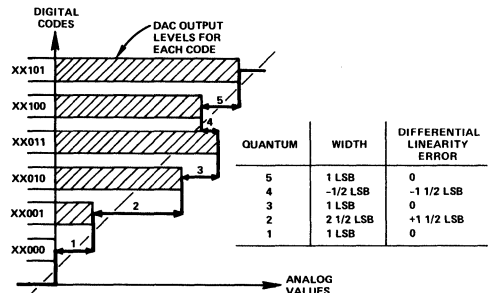 DIGITAL
CODES
DAC OUTPUT
LEVELS FOR
EACH CODE
XX101
XX100
XX011
XX010
XX001
XX000
5
4
3
2
1
ANALOG
VALUES
QUANTUM WIDTH DIFFERENTIAL LINEARITY ERROR
5 1 LSB 0
4 -1/2 LSB -1 1/2 LSB
3 1 LSB 0
2 2 1/2 LSB +1 1/2 LSB
1 1 LSB 0